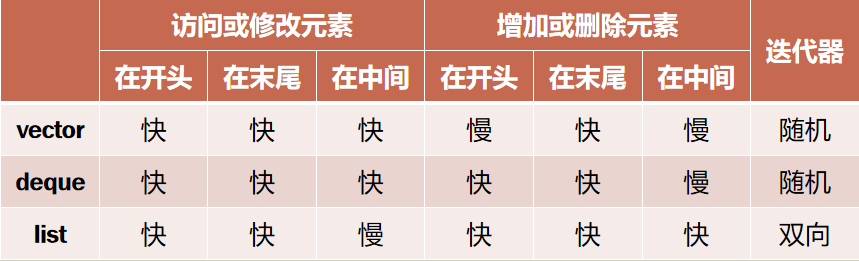 访问或修改元素 增加或删除元素 迭代器
在开头 在末尾 在中间 在开头 在末尾 在中间
vector 快 快 快 慢 快 慢 随机
deque 快 快 快 快 快 慢 随机
list 快 快 慢 快 快 快 双向